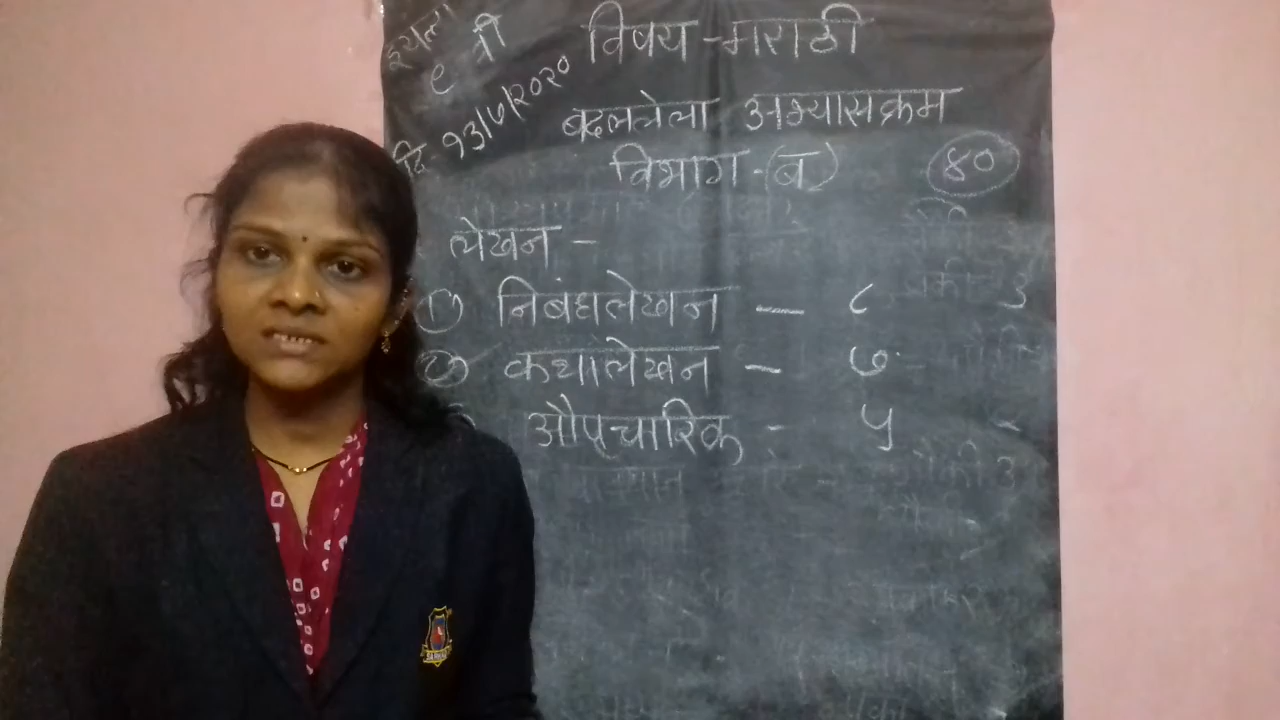 इयत्ता
९ वी
दि १३/७/२०२०
विषय - मराठी
बदललेला अभ्यासक्रम
विभाग - (ब) ४०
लेखन -
१) निबंधलेखन — ८
२) कथालेखन — ७
औपचारिक - ५